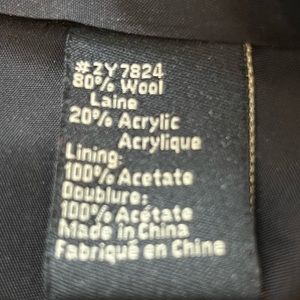 #ZY7824
80% Wool
Laine
20% Acrylic
Acrylique
Lining:
100% Acetate
Doublure:
100% Acétate
Made in China
Fabriqué en Chine